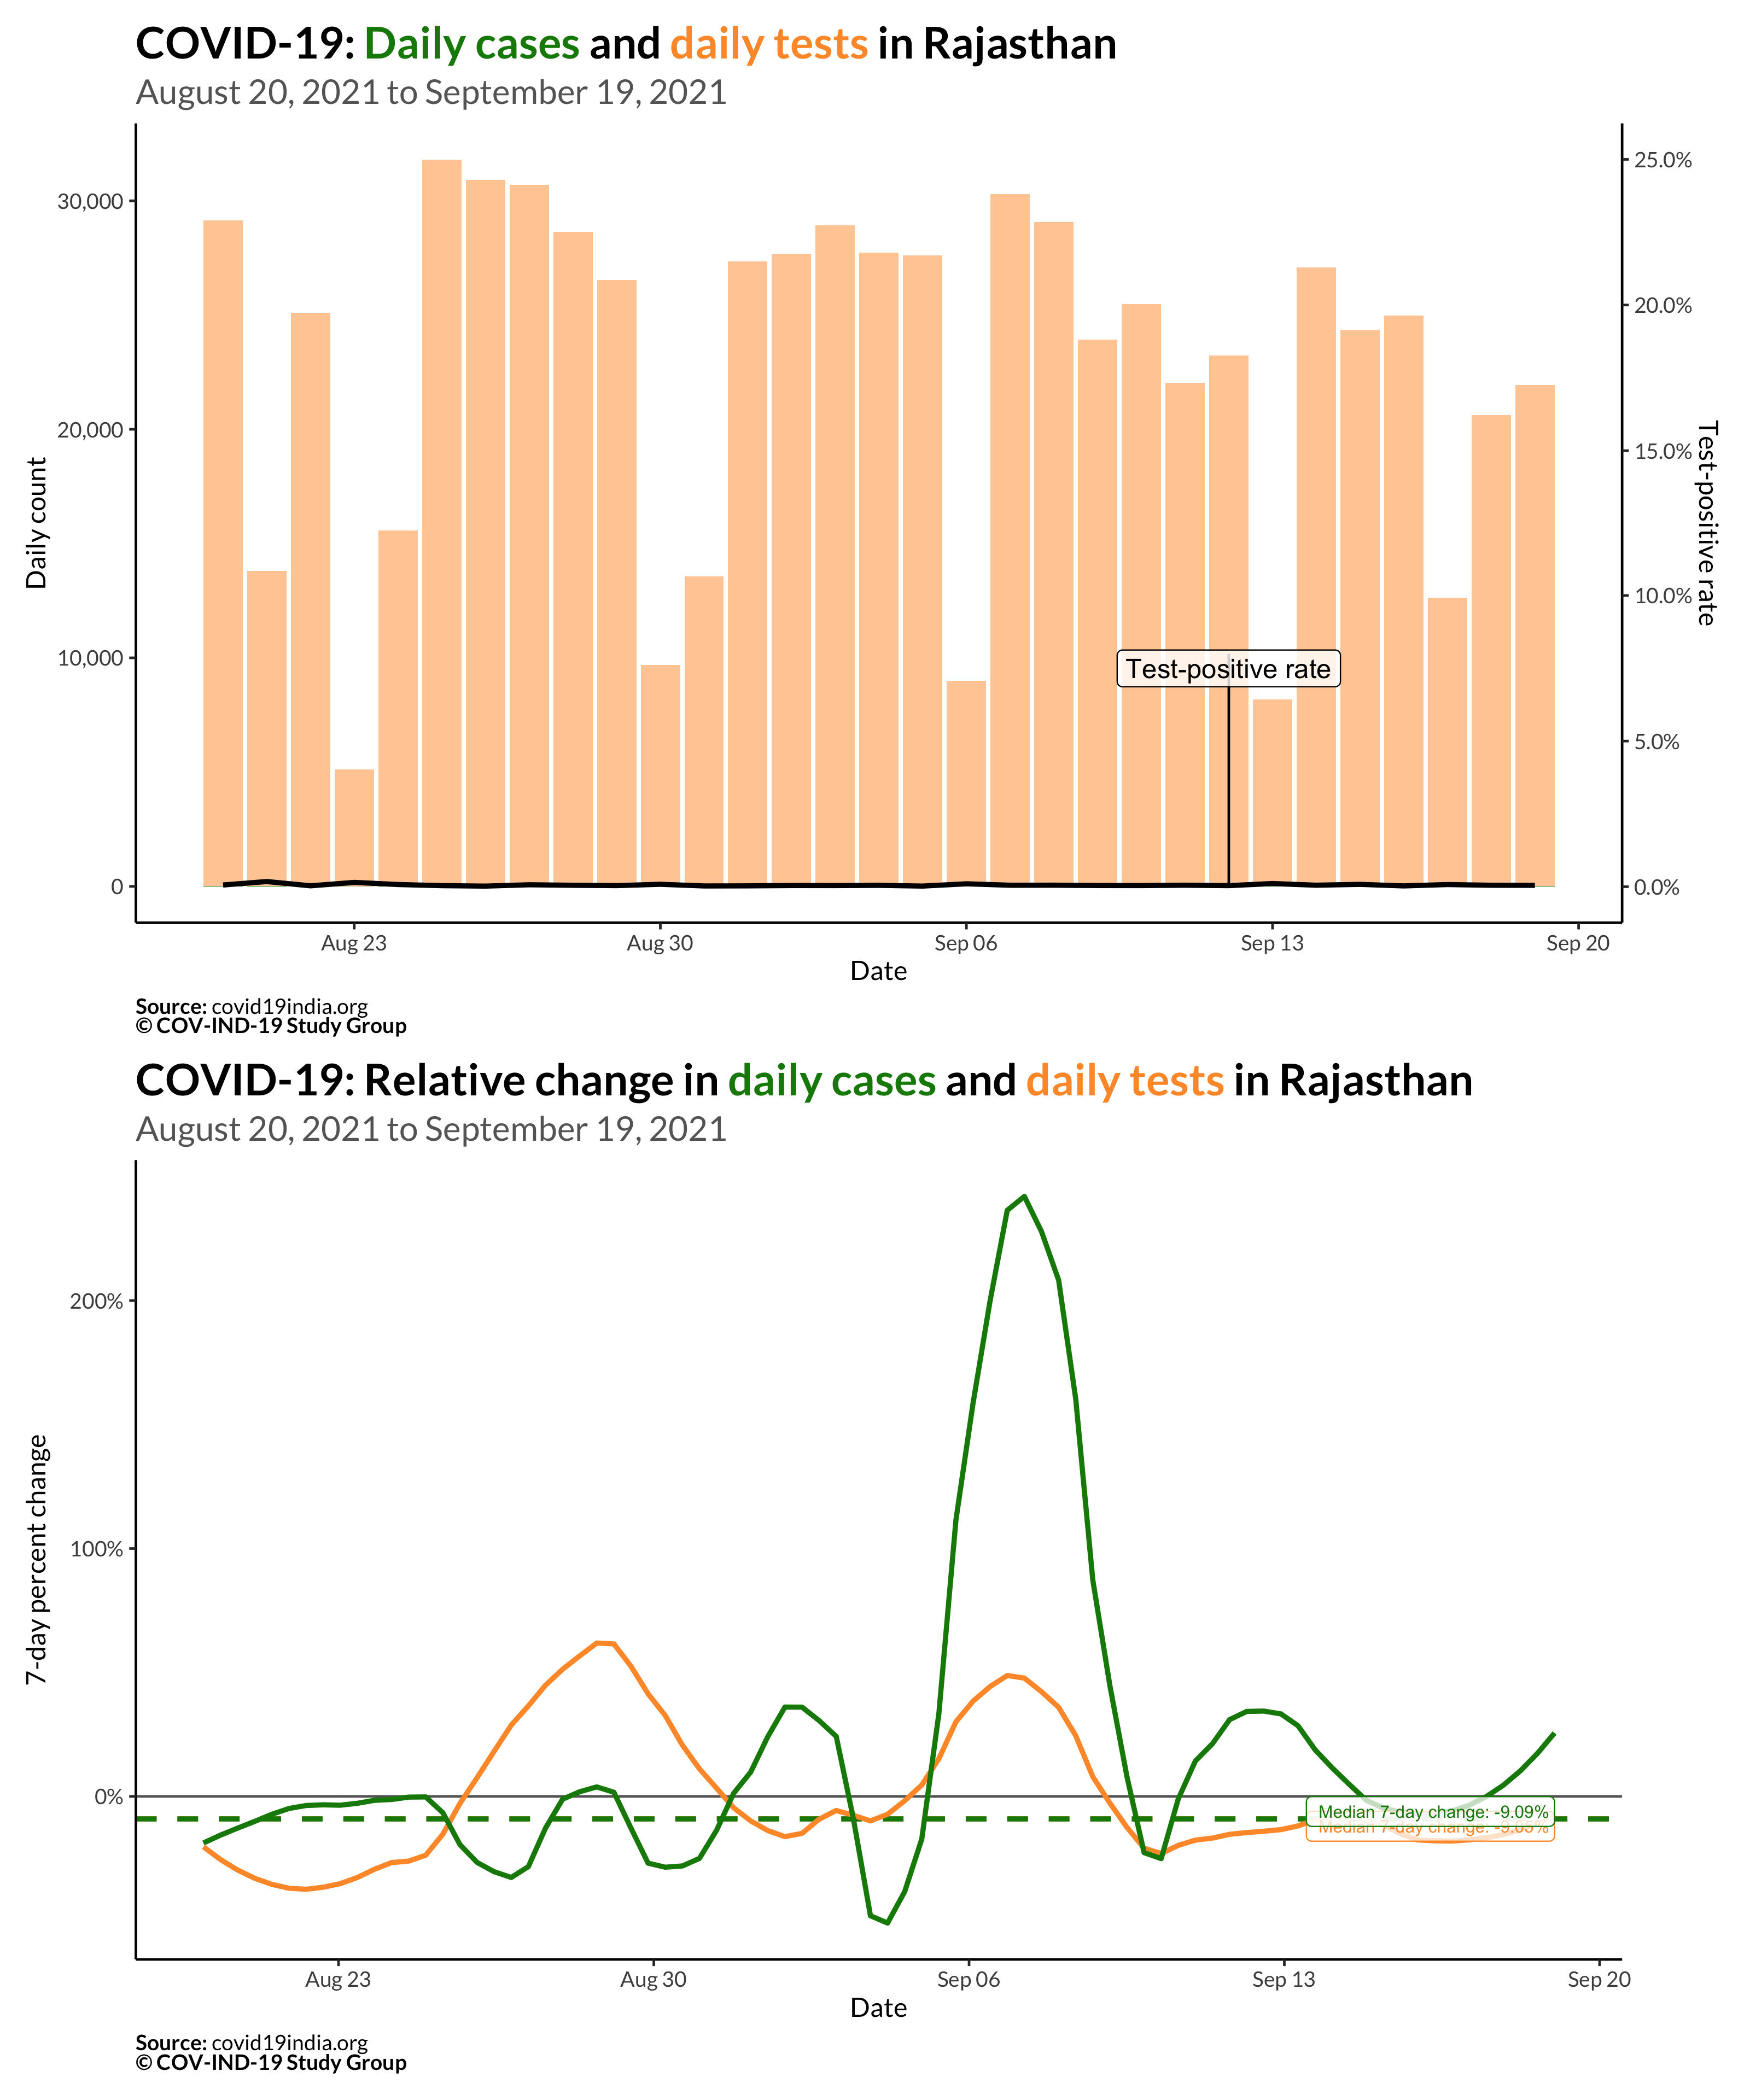 COVID-19: Daily cases and daily tests in Rajasthan
August 20, 2021 to September 19, 2021
30,000
20,000
10,000
0
Daily count
25.0%
20.0%
15.0%
10.0%
5.0%
0.0%
Test-positive rate
Test-positive rate
Aug 23
Aug 30
Sep 06
Sep 13
Sep 20
Date
Source: covid19india.org
© COV-IND-19 Study Group
COVID-19: Relative change in daily cases and daily tests in Rajasthan
August 20, 2021 to September 19, 2021
200%
100%
0%
7-day percent change
Median 7-day change: -9.09%
Median 7-day change:
Aug 23
Aug 30
Sep 06
Sep 13
Sep 20
Date
Source: covid19india.org
© COV-IND-19 Study Group